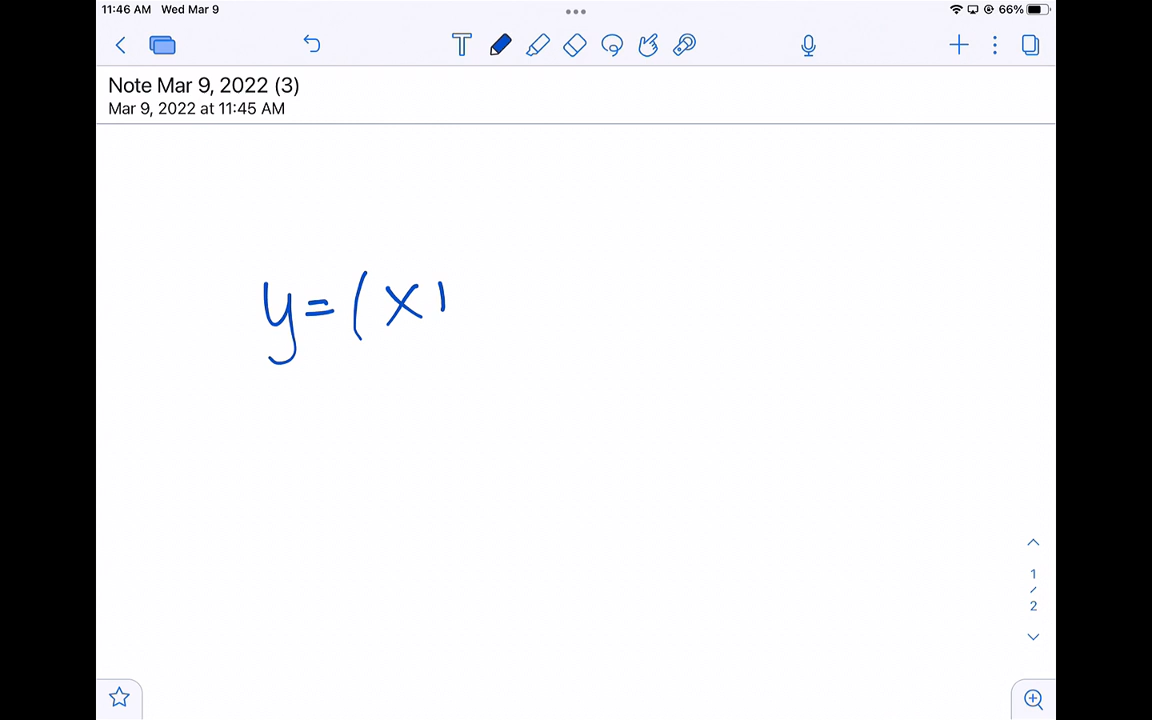 11:46 AM Wed Mar 9
66%
Note Mar 9, 2022 (3)
Mar 9, 2022 at 11:45 AM
y=(x
1
/
2